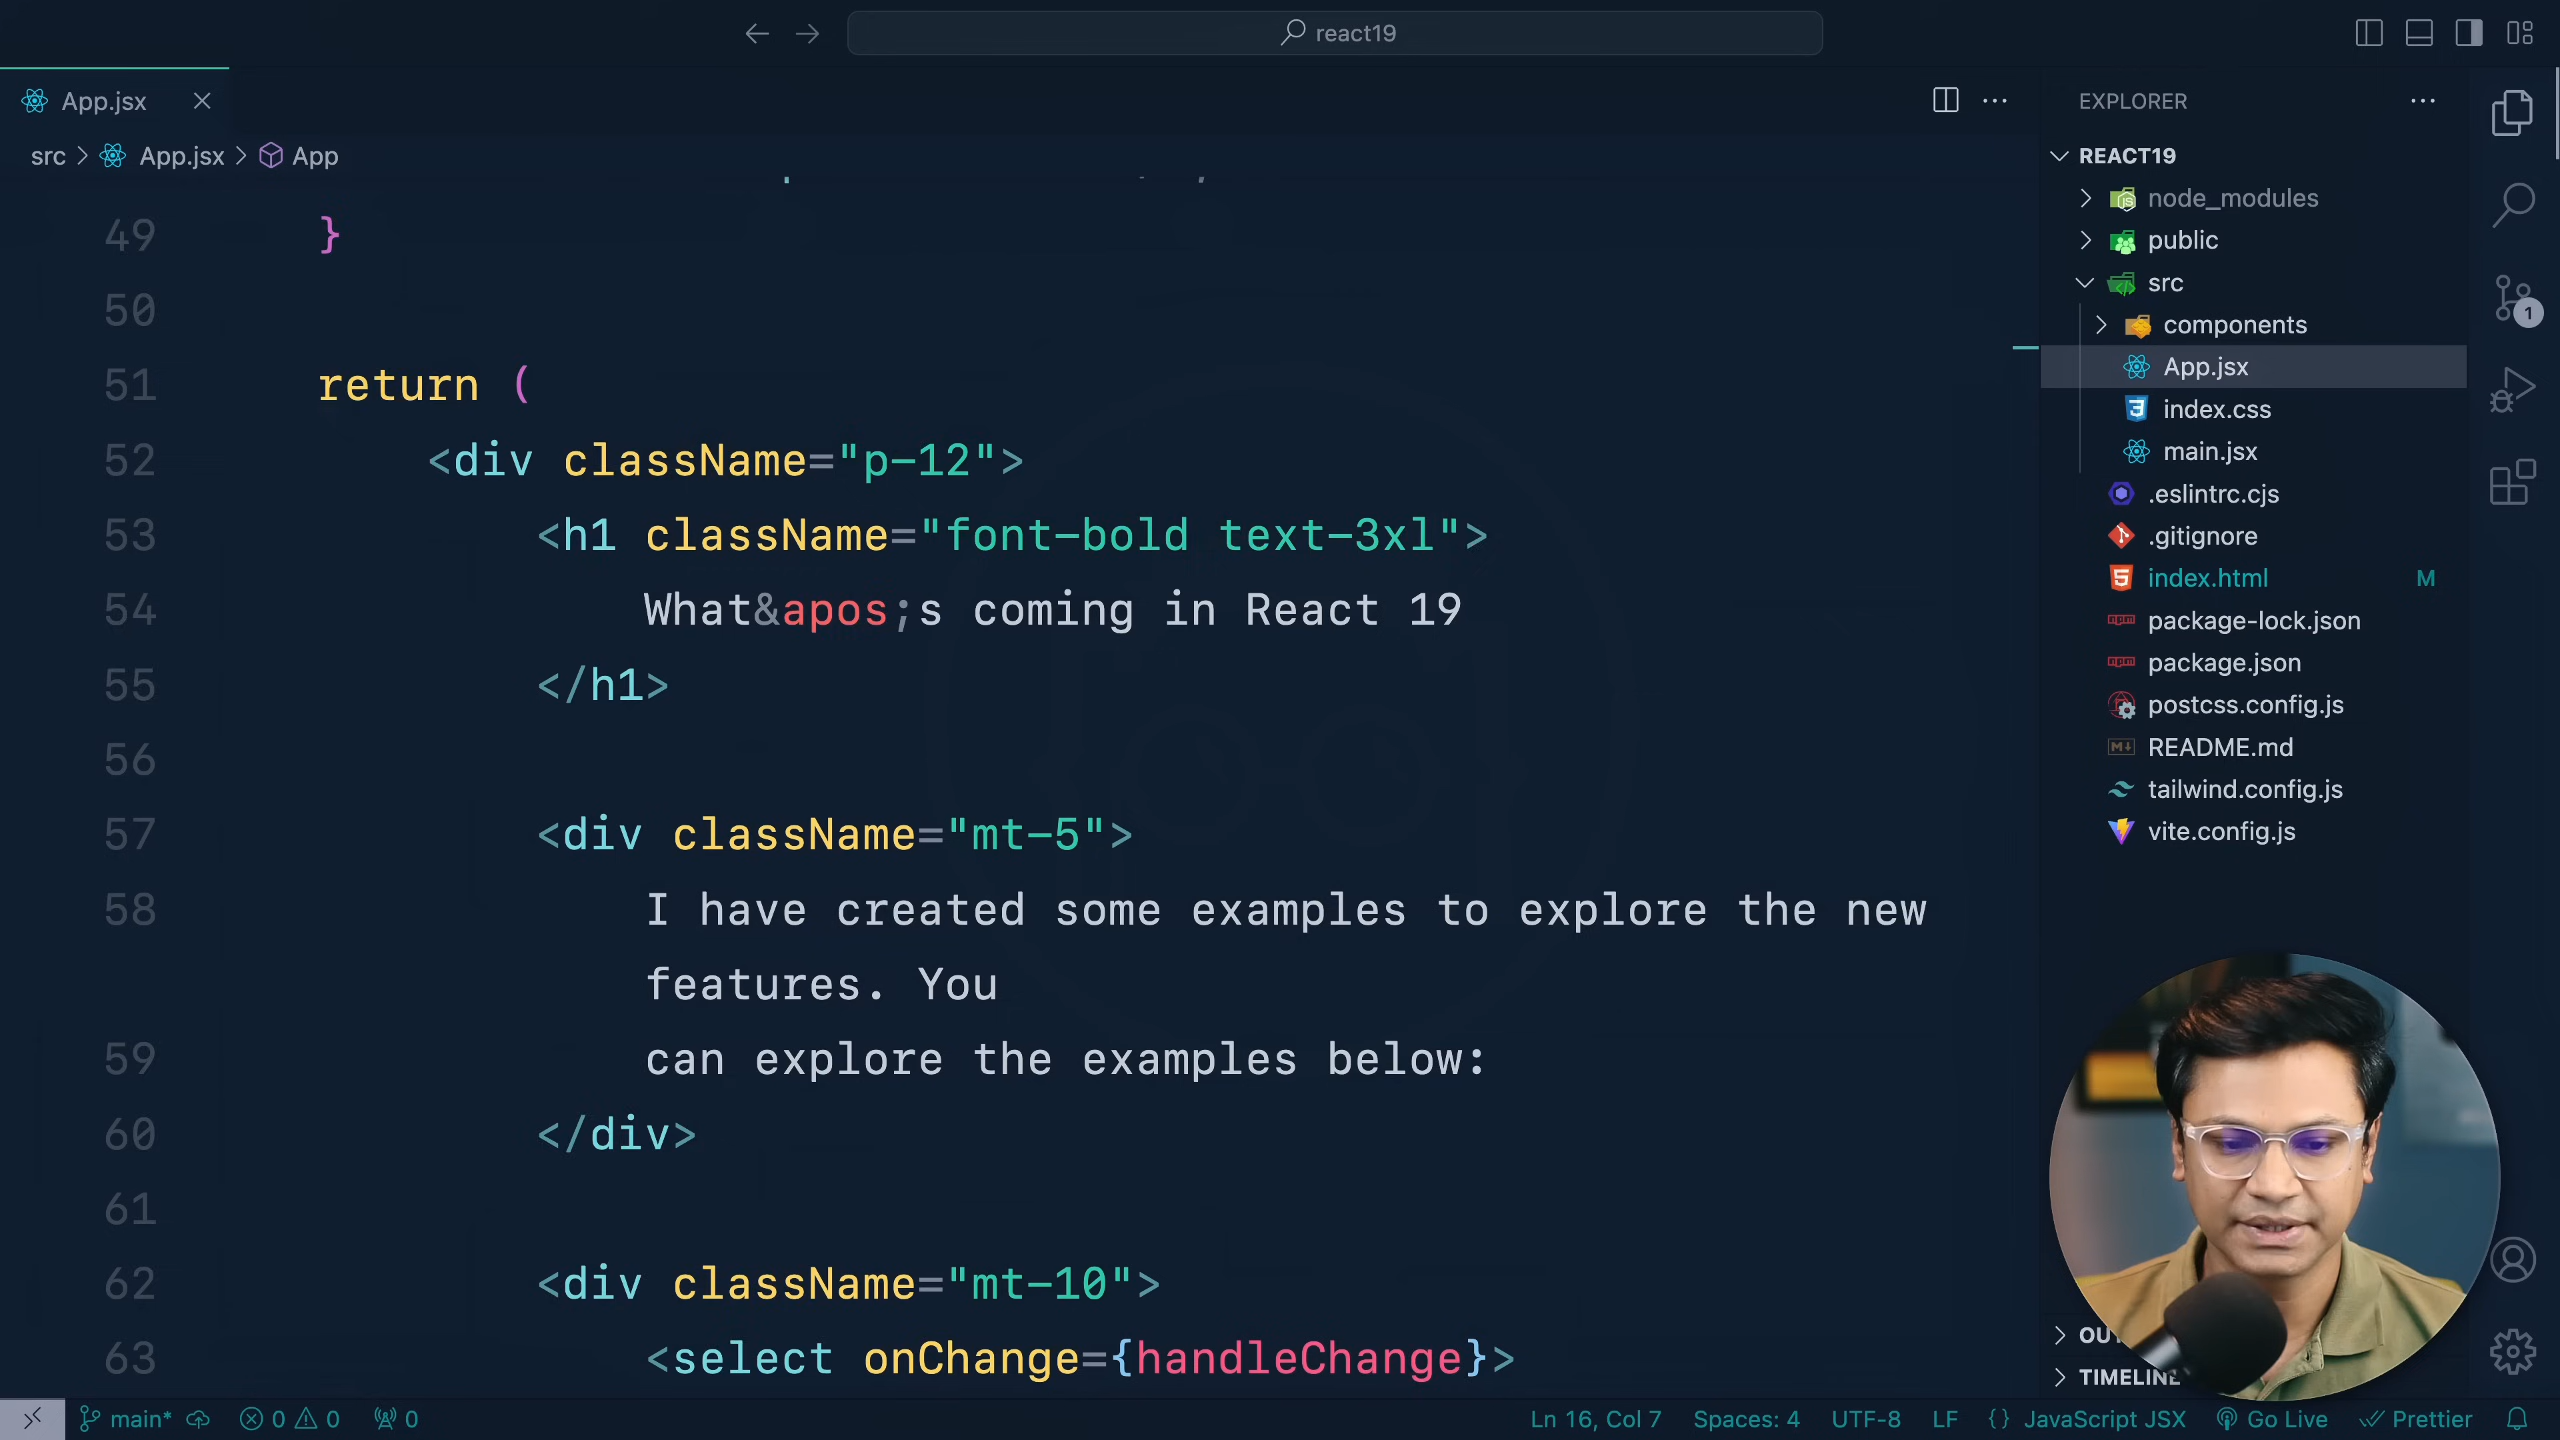 react19
App.jsx
src > App.jsx > App
49 }
50
51 return (
52 <div className="p-12">
53 <h1 className="font-bold text-3xl">
54 What&apos;s coming in React 19
55 </h1>
56
57 <div className="mt-5">
58 I have created some examples to explore the new
features. You
59 can explore the examples below:
60 </div>
61
62 <div className="mt-10">
63 <select onChange={handleChange}>
EXPLORER
REACT19
node_modules
public
src
components
App.jsx
index.css
main.jsx
.eslintrc.cjs
.gitignore
index.html M
package-lock.json
package.json
postcss.config.js
README.md
tailwind.config.js
vite.config.js
TIMELINE
1
main* 0 0 0
Ln 16, Col 7 Spaces: 4 UTF-8 LF {} JavaScript JSX Go Live Prettier